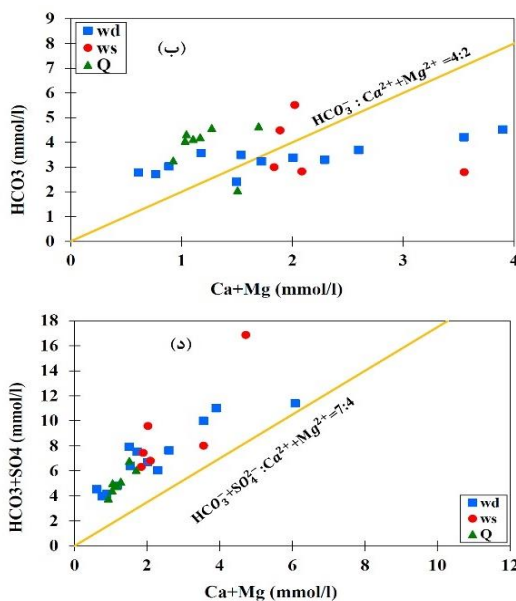 9
8
7
6
5
4
3
2
1
0
HCO3 (mmol/l)
wd
ws
Q
(ب)
HCO₃⁻ : Ca²⁺+Mg²⁺ =4:2
0 1 2 3 4
Ca+Mg (mmol/l)
18
16
14
12
10
8
6
4
2
0
HCO3+SO4 (mmol/l)
(د)
HCO₃⁻+SO₄²⁻ :Ca²⁺+Mg²⁺=7:4
wd
ws
Q
0 2 4 6 8 10 12
Ca+Mg (mmol/l)